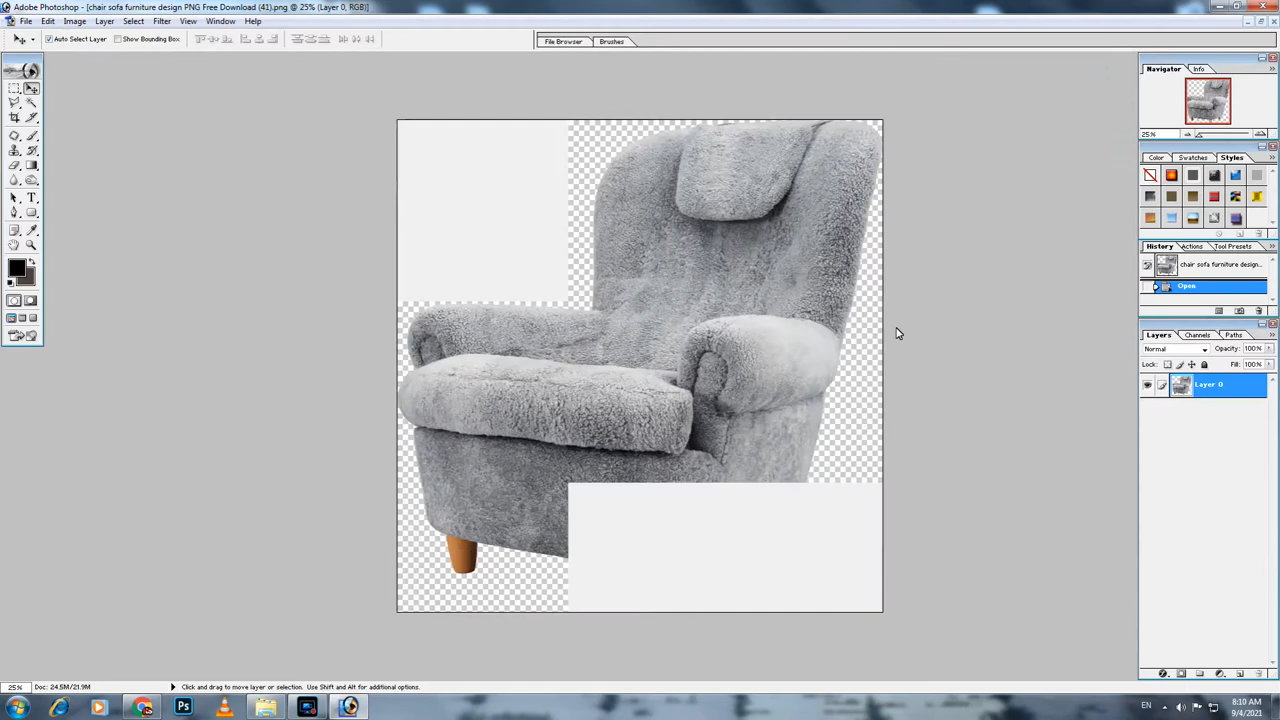 Adobe Photoshop - [chair sofa furniture design PNG Free Download (41).png @ 25% (Layer 0, RGB)]
File Edit Image Layer Select Filter View Window Help
Auto Select Layer Show Bounding Box File Browser Brushes
Navigator Info
25%
Color Swatches Styles
History Actions Tool Presets
chair sofa furniture design...
Open
Layers Channels Paths
Normal Opacity: 100%
Lock: Fill: 100%
Layer 0
25% Doc: 24.5M/21.9M Click and drag to move layer or selection. Use Shift and Alt for additional options.
Ps EN 8:10 AM
9/4/2021